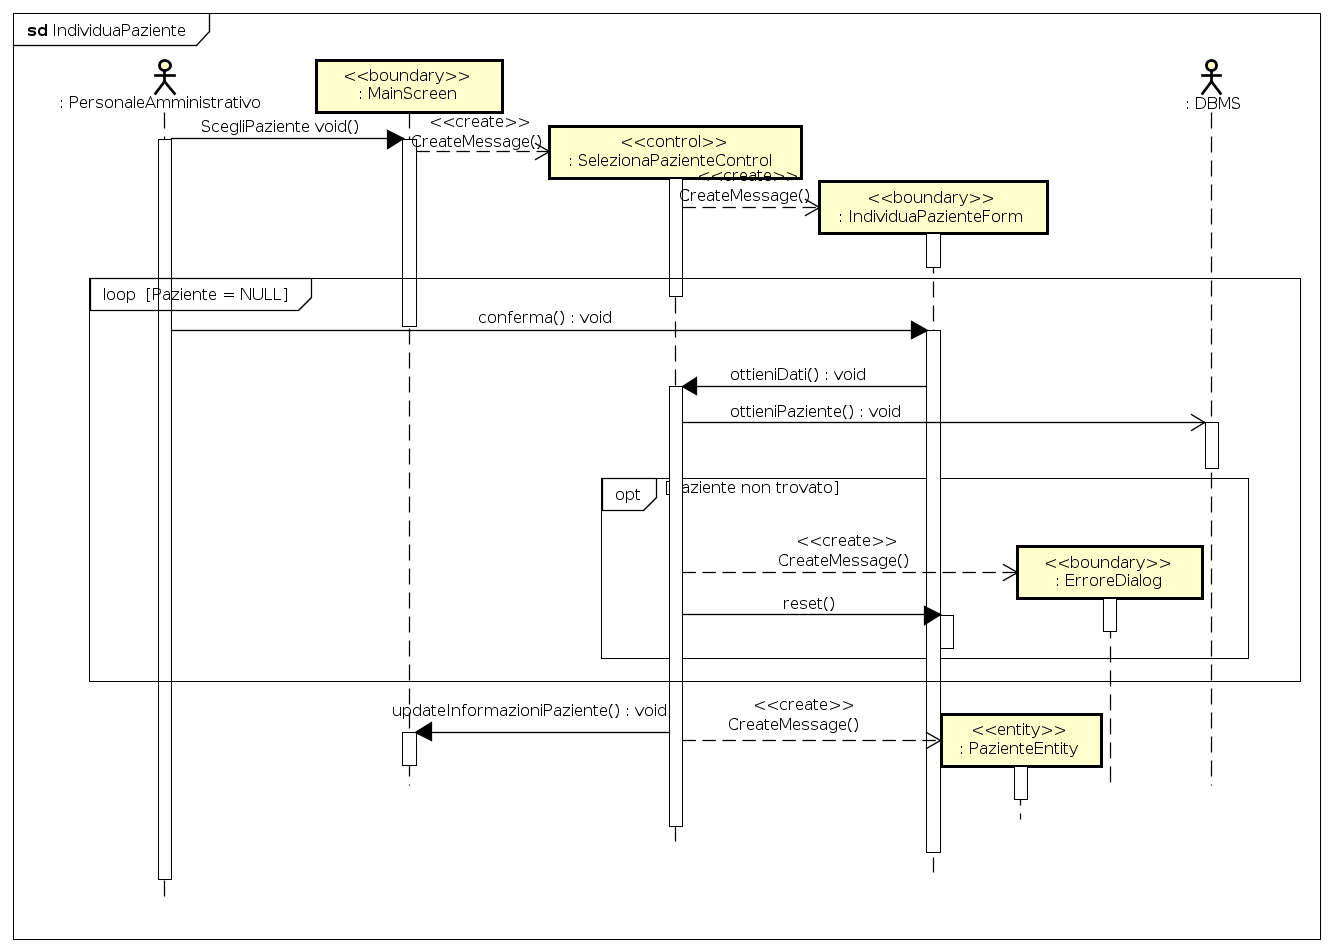 sd IndividuaPaziente
: PersonaleAmministrativo
<<boundary>>
: MainScreen
: DBMS
ScegliPaziente void()
<<create>>
CreateMessage()
<<control>>
: SelezionaPazienteControl
<<create>>
CreateMessage()
<<boundary>>
: IndividuaPazienteForm
loop [Paziente = NULL]
conferma() : void
ottieniDati() : void
ottieniPaziente() : void
opt [Paziente non trovato]
<<create>>
CreateMessage()
<<boundary>>
: ErroreDialog
reset()
updateInformazioniPaziente() : void
<<create>>
CreateMessage()
<<entity>>
: PazienteEntity